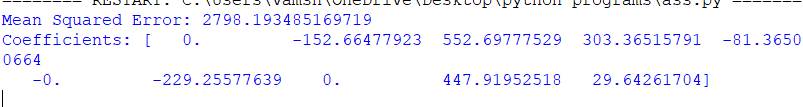 ======== RESTART: C:\Users\vamsh\OneDrive\Desktop\python programs\ass.py =======
Mean Squared Error: 2798.193485169719
Coefficients: [   0.         -152.66477923  552.69777529  303.36515791  -81.3650
0664
   -0.         -229.25577639    0.          447.91952518   29.64261704]